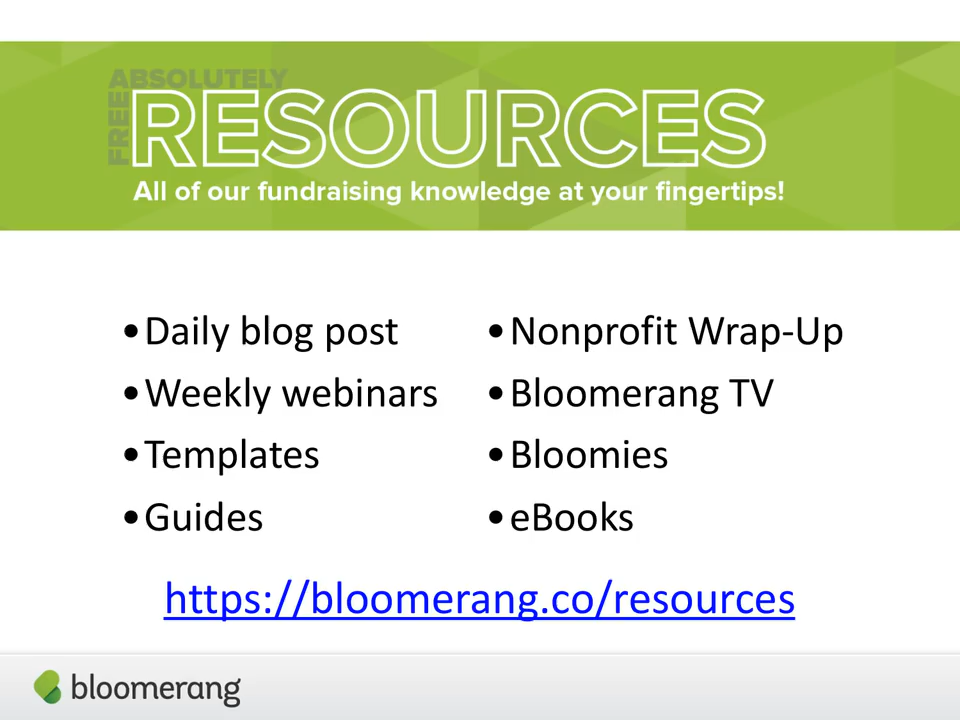 ABSOLUTELY
FREE
RESOURCES
All of our fundraising knowledge at your fingertips!
•Daily blog post
•Weekly webinars
•Templates
•Guides
•Nonprofit Wrap-Up
•Bloomerang TV
•Bloomies
•eBooks
https://bloomerang.co/resources
bloomerang